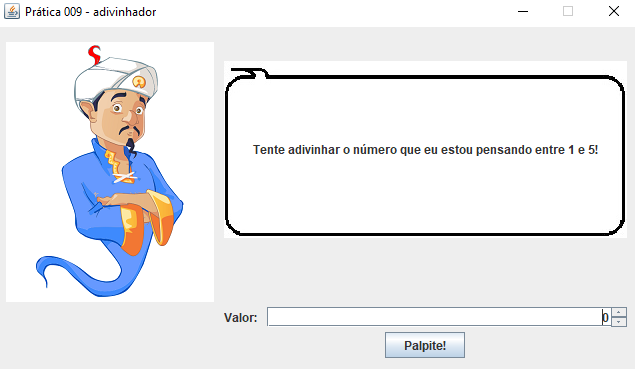 Prática 009 - adivinhador
Tente adivinhar o número que eu estou pensando entre 1 e 5!
Valor: 0
Palpite!